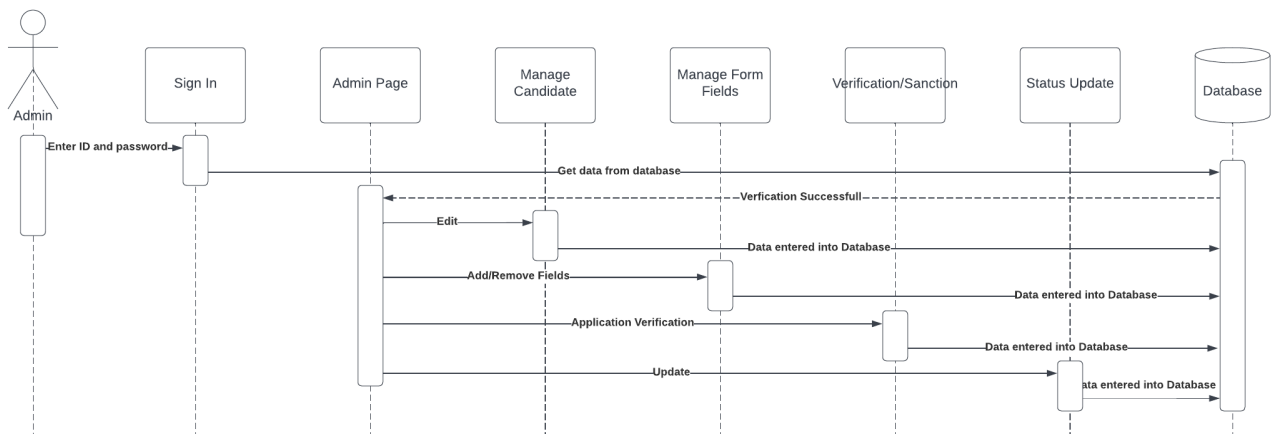 Sign In
Admin Page
Manage
Candidate
Manage Form
Fields
Verification/Sanction
Status Update
Database
Admin
Enter ID and password
Get data from database
Verfication Successfull
Edit
Data entered into Database
Add/Remove Fields
Data entered into Database
Application Verification
Data entered into Database
Update
ata entered into Database